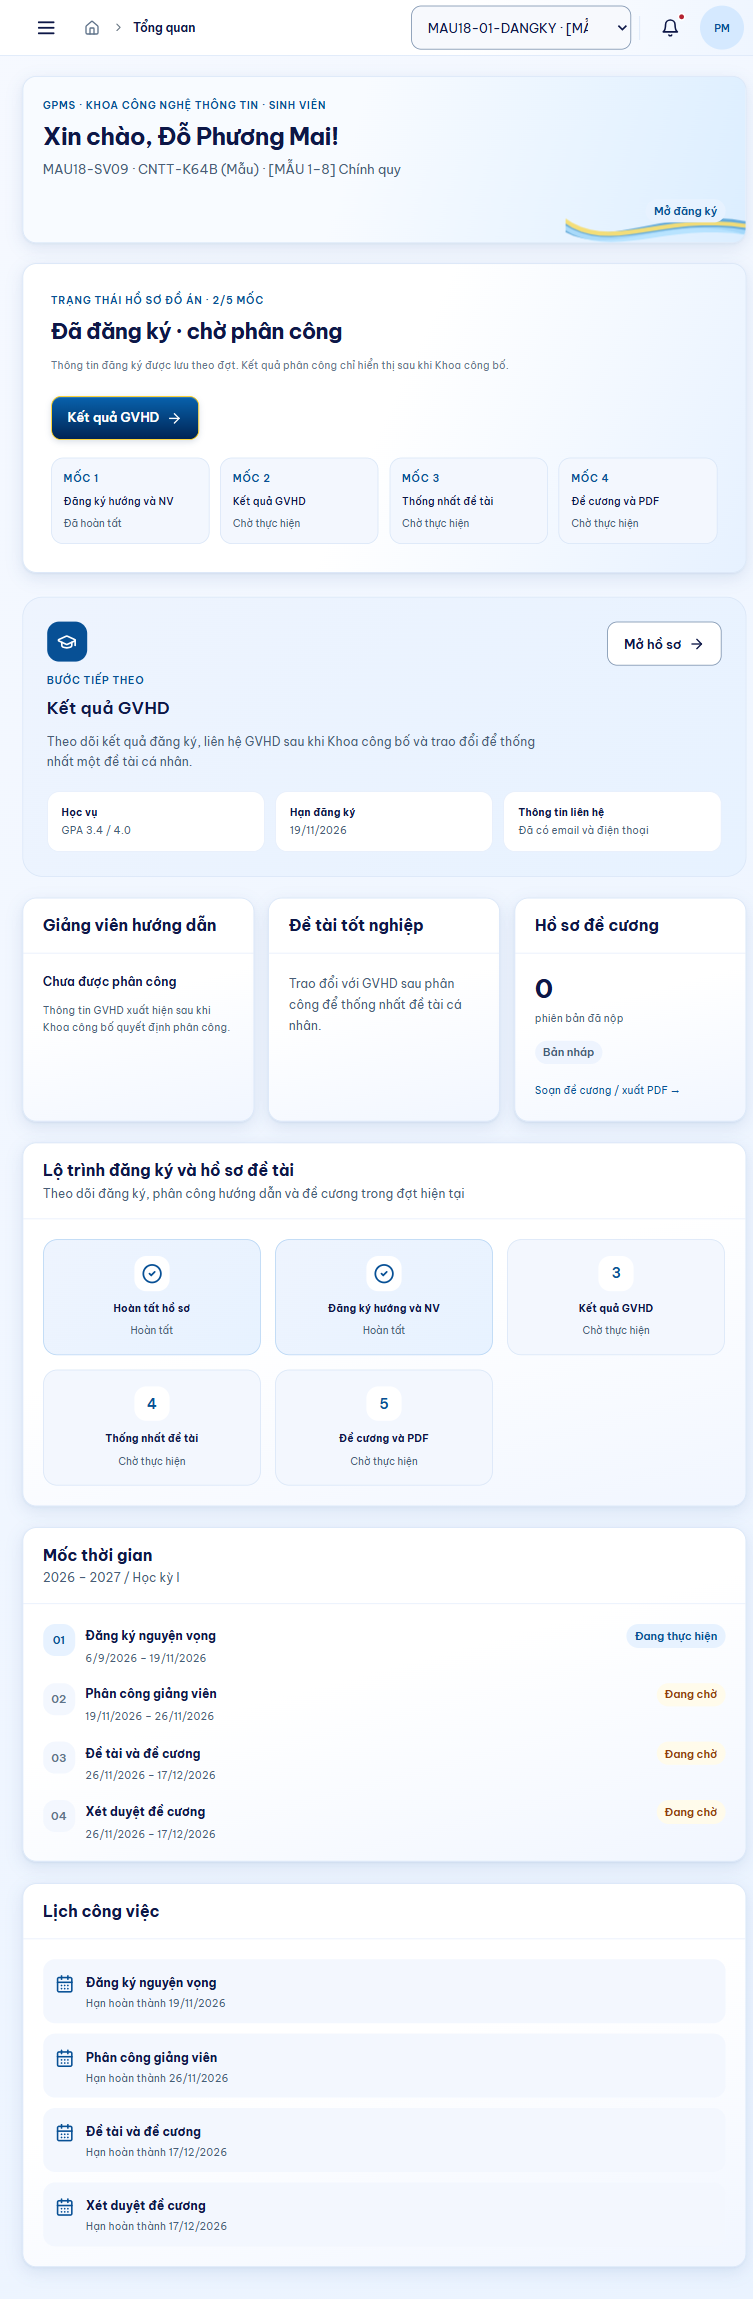 Tổng quan
MAU18-01-DANGKY · [MẪ
PM
GPMS · KHOA CÔNG NGHỆ THÔNG TIN · SINH VIÊN
Xin chào, Đỗ Phương Mai!
MAU18-SV09 · CNTT-K64B (Mẫu) · [MẪU 1–8] Chính quy
Mở đăng ký
TRẠNG THÁI HỒ SƠ ĐỒ ÁN · 2/5 MỐC
Đã đăng ký · chờ phân công
Thông tin đăng ký được lưu theo đợt. Kết quả phân công chỉ hiển thị sau khi Khoa công bố.
Kết quả GVHD →
MỐC 1
Đăng ký hướng và NV
Đã hoàn tất
MỐC 2
Kết quả GVHD
Chờ thực hiện
MỐC 3
Thống nhất đề tài
Chờ thực hiện
MỐC 4
Đề cương và PDF
Chờ thực hiện
Mở hồ sơ →
BƯỚC TIẾP THEO
Kết quả GVHD
Theo dõi kết quả đăng ký, liên hệ GVHD sau khi Khoa công bố và trao đổi để thống
nhất một đề tài cá nhân.
Học vụ
GPA 3.4 / 4.0
Hạn đăng ký
19/11/2026
Thông tin liên hệ
Đã có email và điện thoại
Giảng viên hướng dẫn
Chưa được phân công
Thông tin GVHD xuất hiện sau khi
Khoa công bố quyết định phân công.
Đề tài tốt nghiệp
Trao đổi với GVHD sau phân
công để thống nhất đề tài cá
nhân.
Hồ sơ đề cương
0
phiên bản đã nộp
Bản nháp
Soạn đề cương / xuất PDF →
Lộ trình đăng ký và hồ sơ đề tài
Theo dõi đăng ký, phân công hướng dẫn và đề cương trong đợt hiện tại
Hoàn tất hồ sơ
Hoàn tất
Đăng ký hướng và NV
Hoàn tất
3
Kết quả GVHD
Chờ thực hiện
4
Thống nhất đề tài
Chờ thực hiện
5
Đề cương và PDF
Chờ thực hiện
Mốc thời gian
2026 – 2027 / Học kỳ I
01
Đăng ký nguyện vọng
Đang thực hiện
6/9/2026 – 19/11/2026
02
Phân công giảng viên
Đang chờ
19/11/2026 – 26/11/2026
03
Đề tài và đề cương
Đang chờ
26/11/2026 – 17/12/2026
04
Xét duyệt đề cương
Đang chờ
26/11/2026 – 17/12/2026
Lịch công việc
Đăng ký nguyện vọng
Hạn hoàn thành 19/11/2026
Phân công giảng viên
Hạn hoàn thành 26/11/2026
Đề tài và đề cương
Hạn hoàn thành 17/12/2026
Xét duyệt đề cương
Hạn hoàn thành 17/12/2026